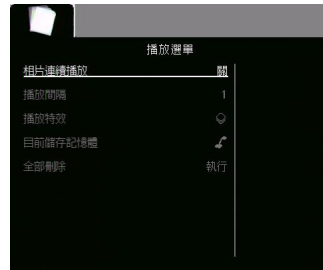 播放選單
相片連續播放 關
播放間隔 1
播放特效
目前儲存記憶體
全部刪除 執行